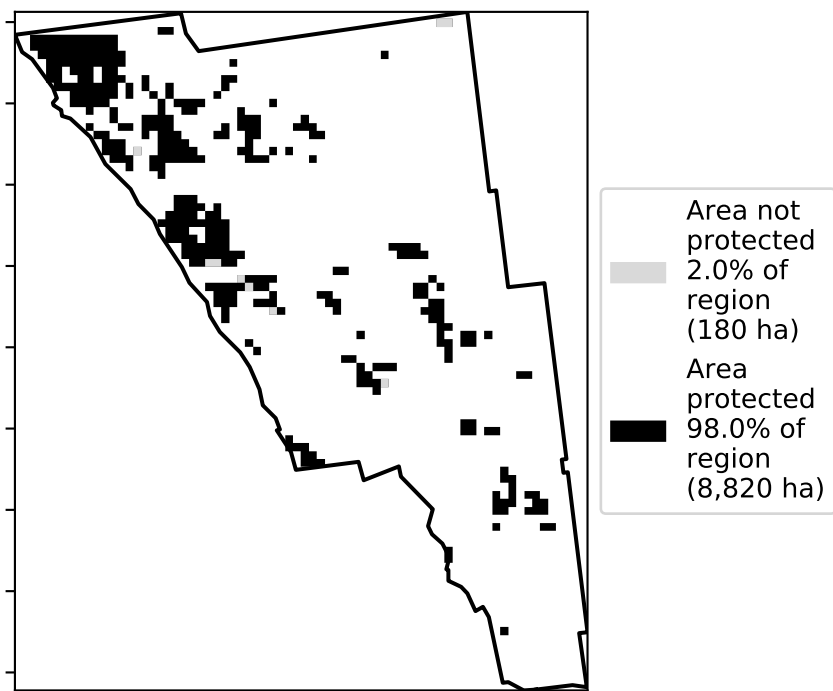 Area not
protected
2.0% of
region
(180 ha)
Area
protected
98.0% of
region
(8,820 ha)